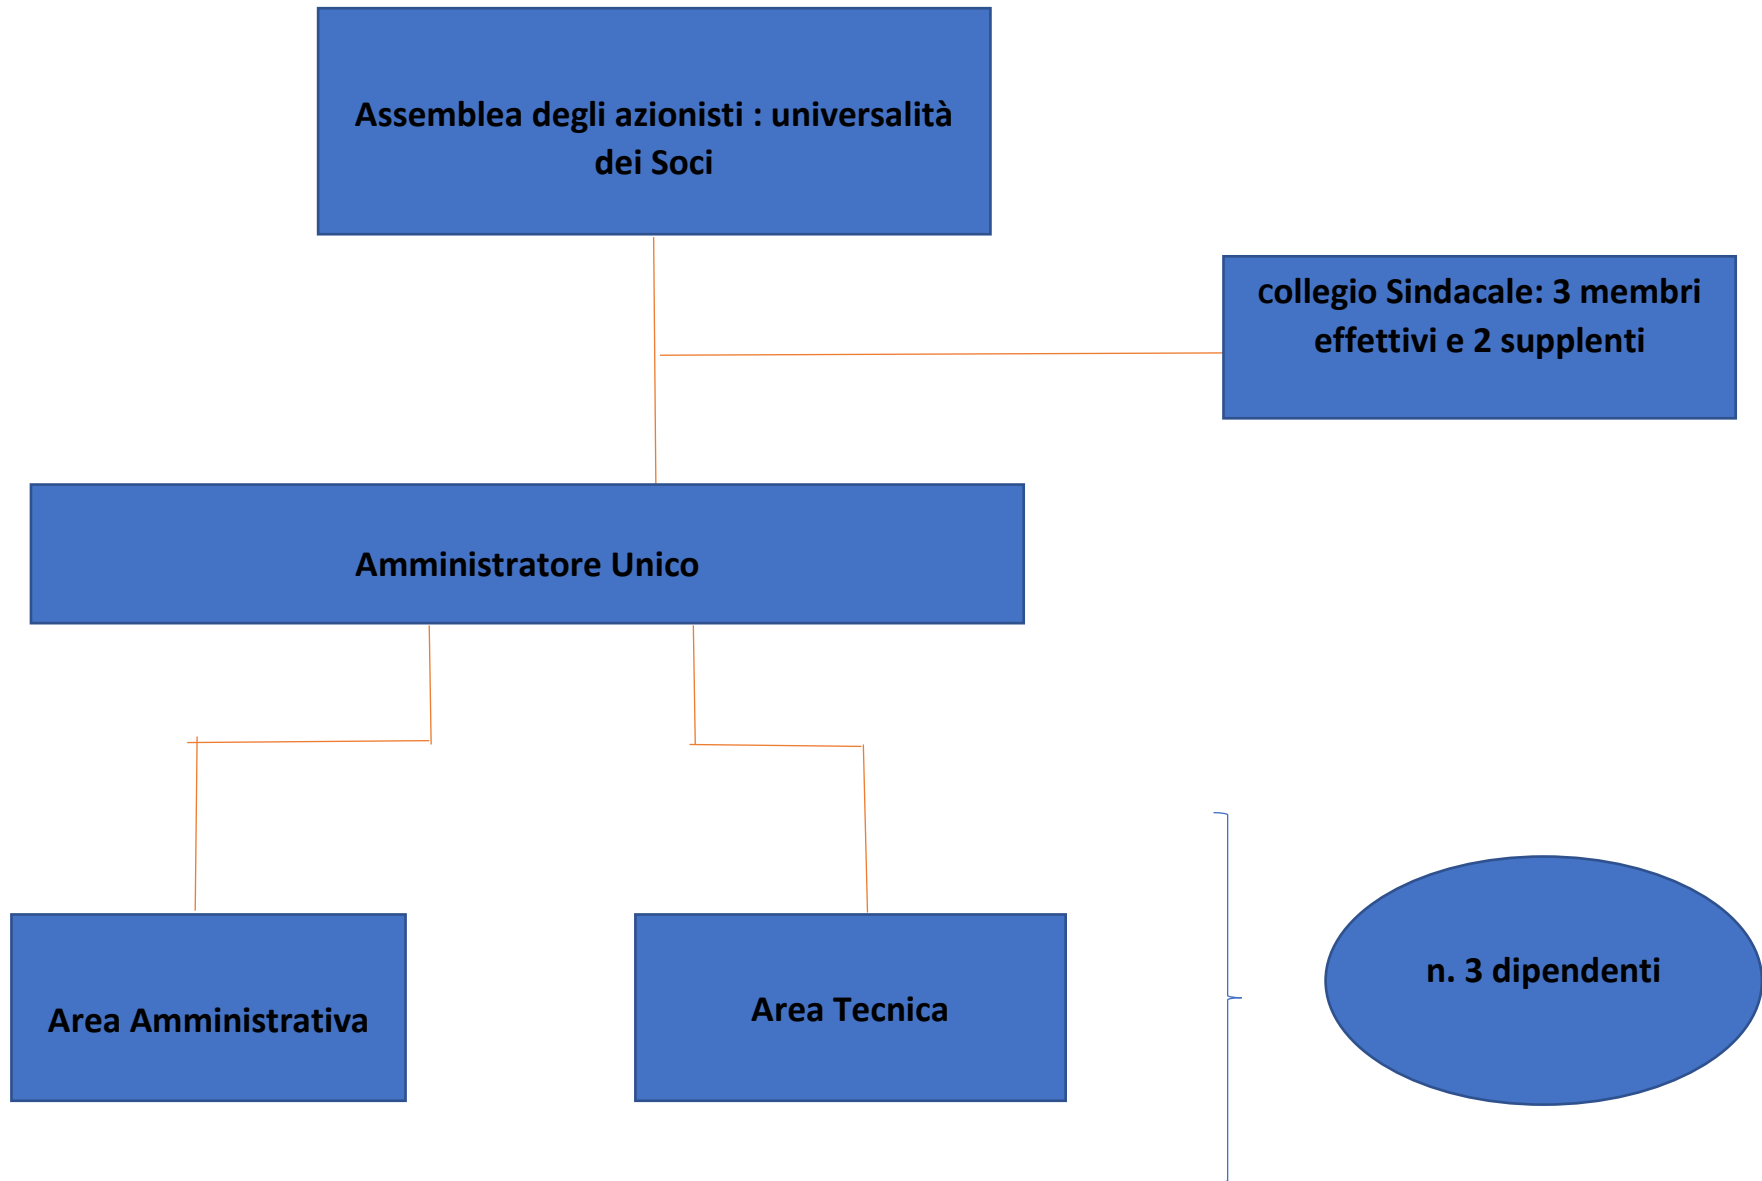 Assemblea degli azionisti : universalità
dei Soci
collegio Sindacale: 3 membri
effettivi e 2 supplenti
Amministratore Unico
Area Amministrativa
Area Tecnica
n. 3 dipendenti